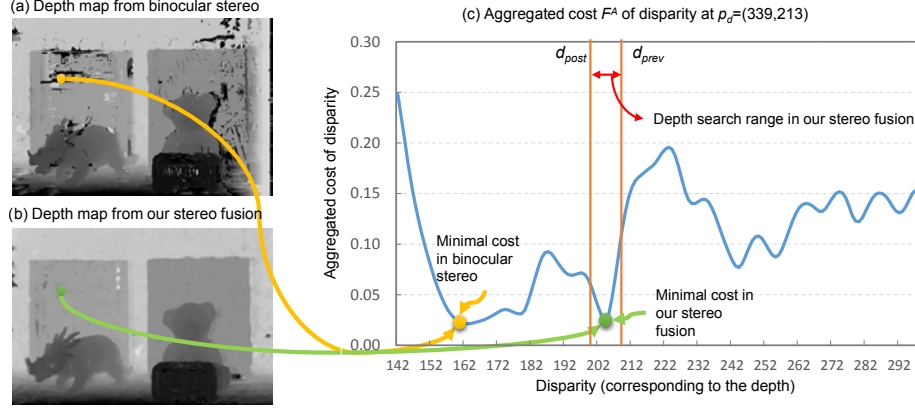 (a) Depth map from binocular stereo
(b) Depth map from our stereo fusion
(c) Aggregated cost Fᴬ of disparity at p_d=(339,213)
Aggregated cost of disparity
0.30
0.25
0.20
0.15
0.10
0.05
0.00
d_post
d_prev
Depth search range in our stereo fusion
Minimal cost
in binocular
stereo
Minimal cost in
our stereo
fusion
142 152 162 172 182 192 202 212 222 232 242 252 262 272 282 292
Disparity (corresponding to the depth)